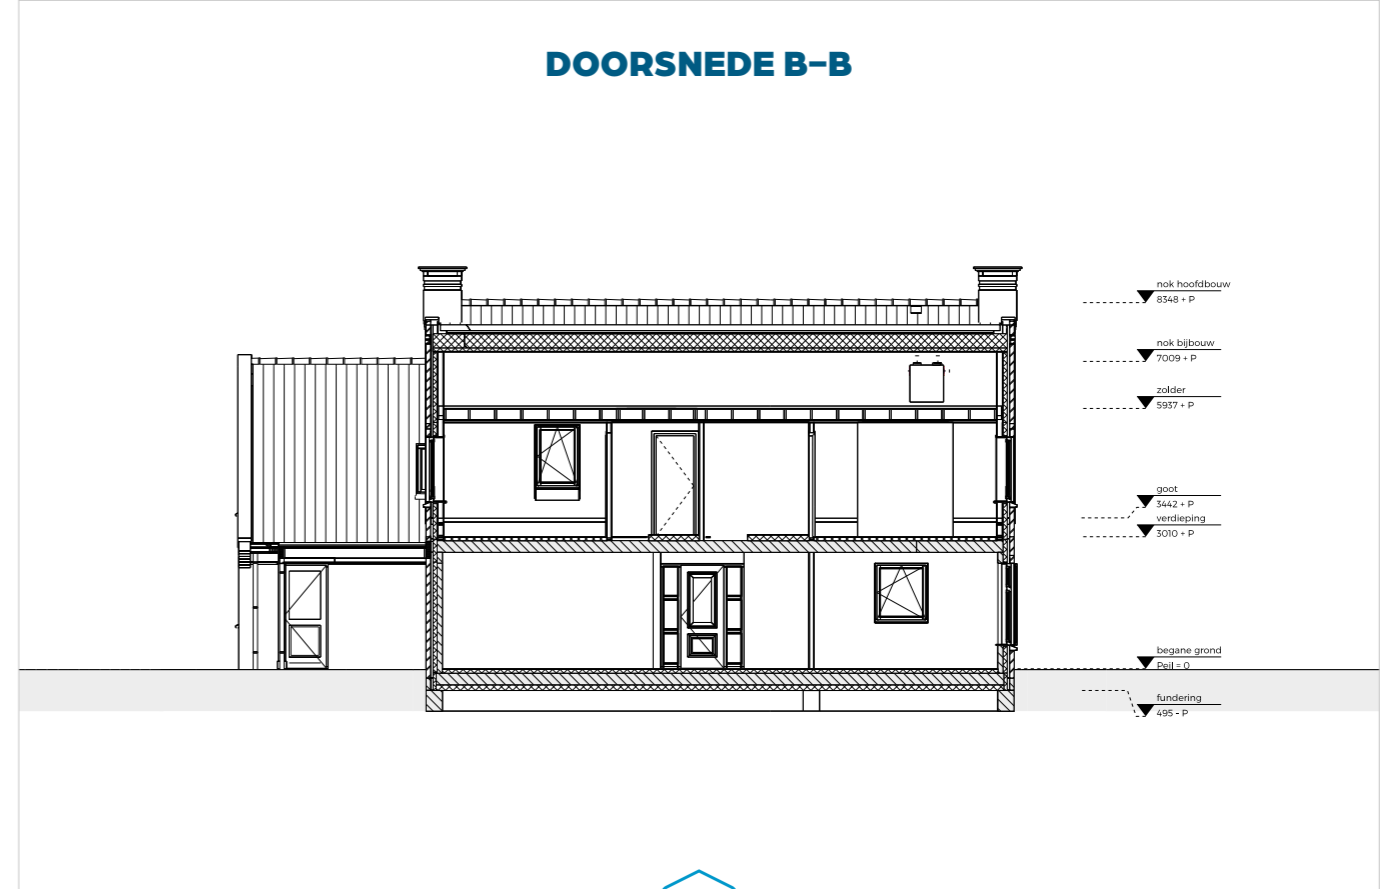 DOORSNEDE B-B
nok hoofdbouw
8348 + P
nok bijbouw
7009 + P
zolder
5937 + P
goot
3442 + P
verdieping
3010 + P
begane grond
Peil = 0
fundering
495 - P